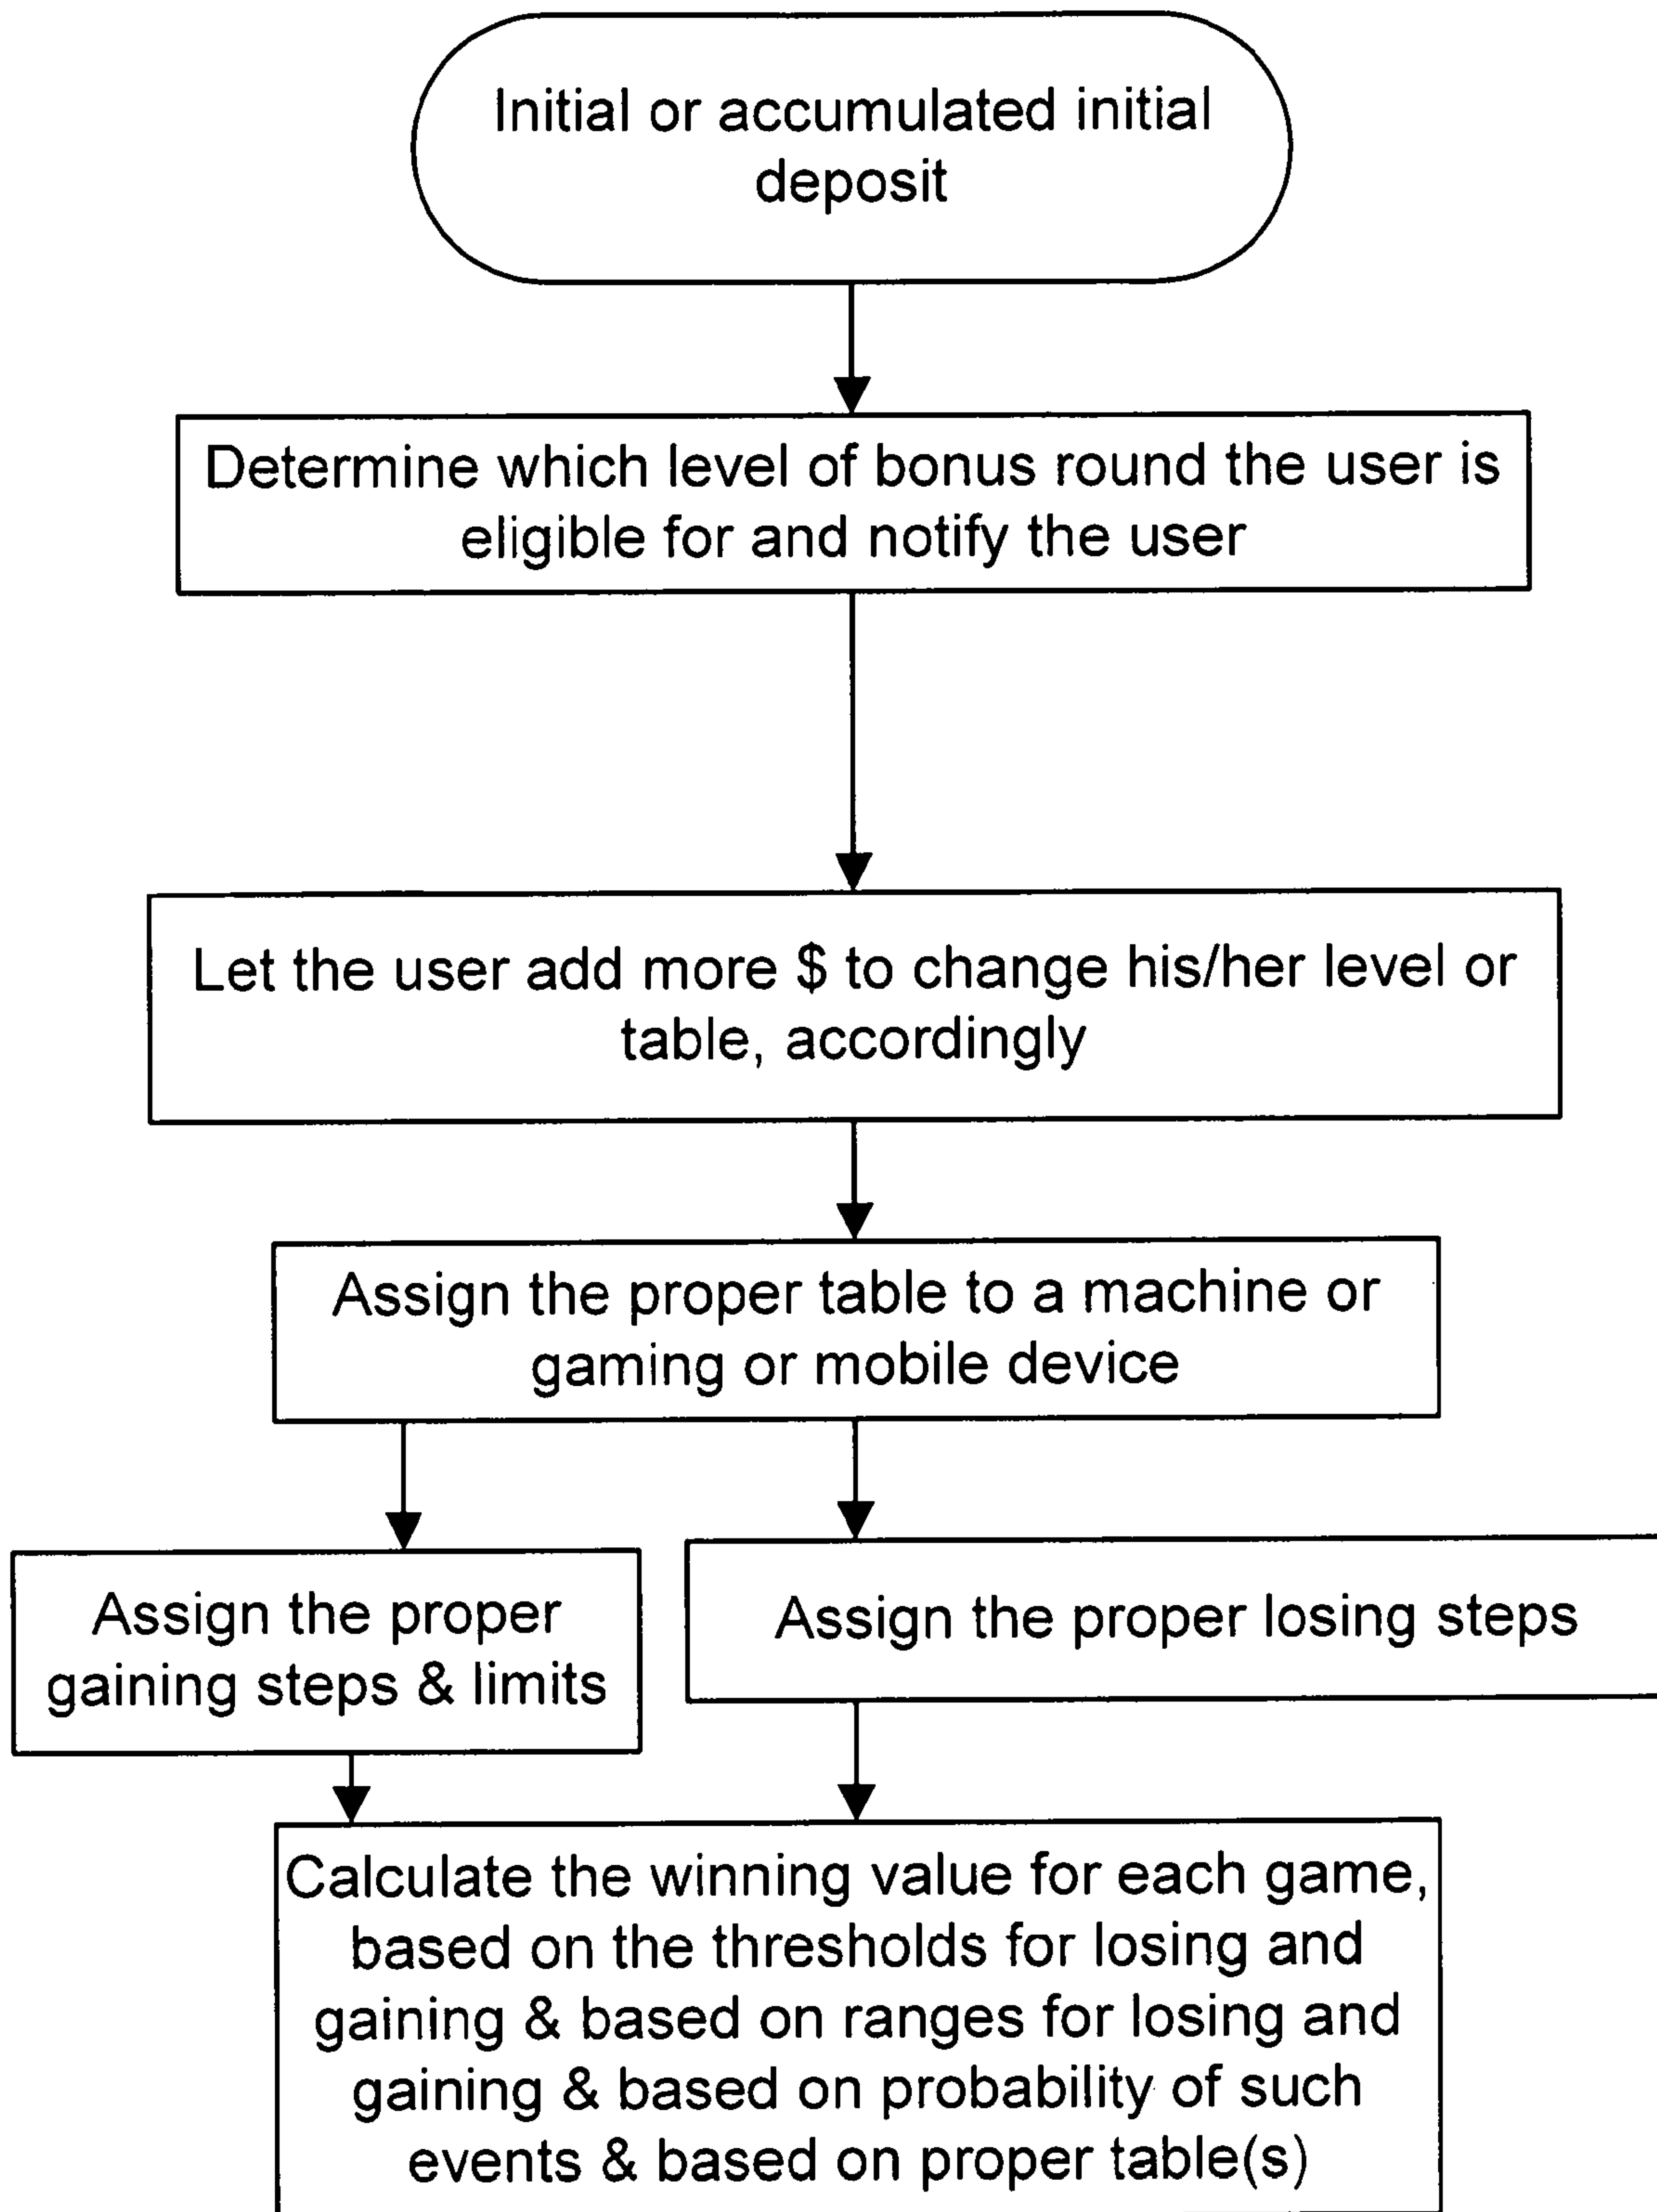 Initial or accumulated initial
deposit
Determine which level of bonus round the user is
eligible for and notify the user
Let the user add more $ to change his/her level or
table, accordingly
Assign the proper table to a machine or
gaming or mobile device
Assign the proper
gaining steps & limits
Assign the proper losing steps
Calculate the winning value for each game,
based on the thresholds for losing and
gaining & based on ranges for losing and
gaining & based on probability of such
events & based on proper table(s)